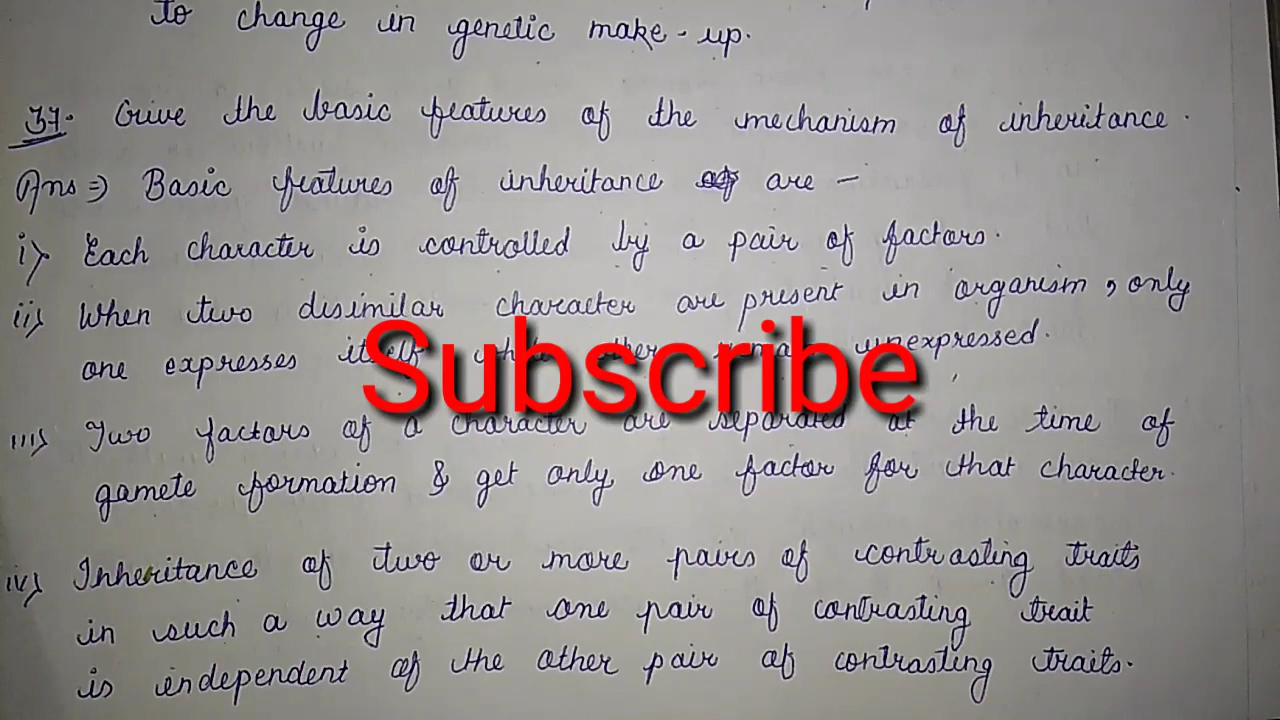 to change in genetic make-up.
37. Give the basic features of the mechanism of inheritance.
Ans ⇒ Basic features of inheritance are -
i) Each character is controlled by a pair of factors.
ii) When two disimilar character are present in organism, only
one expresses itself unexpressed.
Subscribe
iii) Two factors of a character are separated at the time of
gamete formation & get only one factor for that character.
iv) Inheritance of two or more pairs of contrasting traits
in such a way that one pair of contrasting trait
is independent of the other pair of contrasting traits.